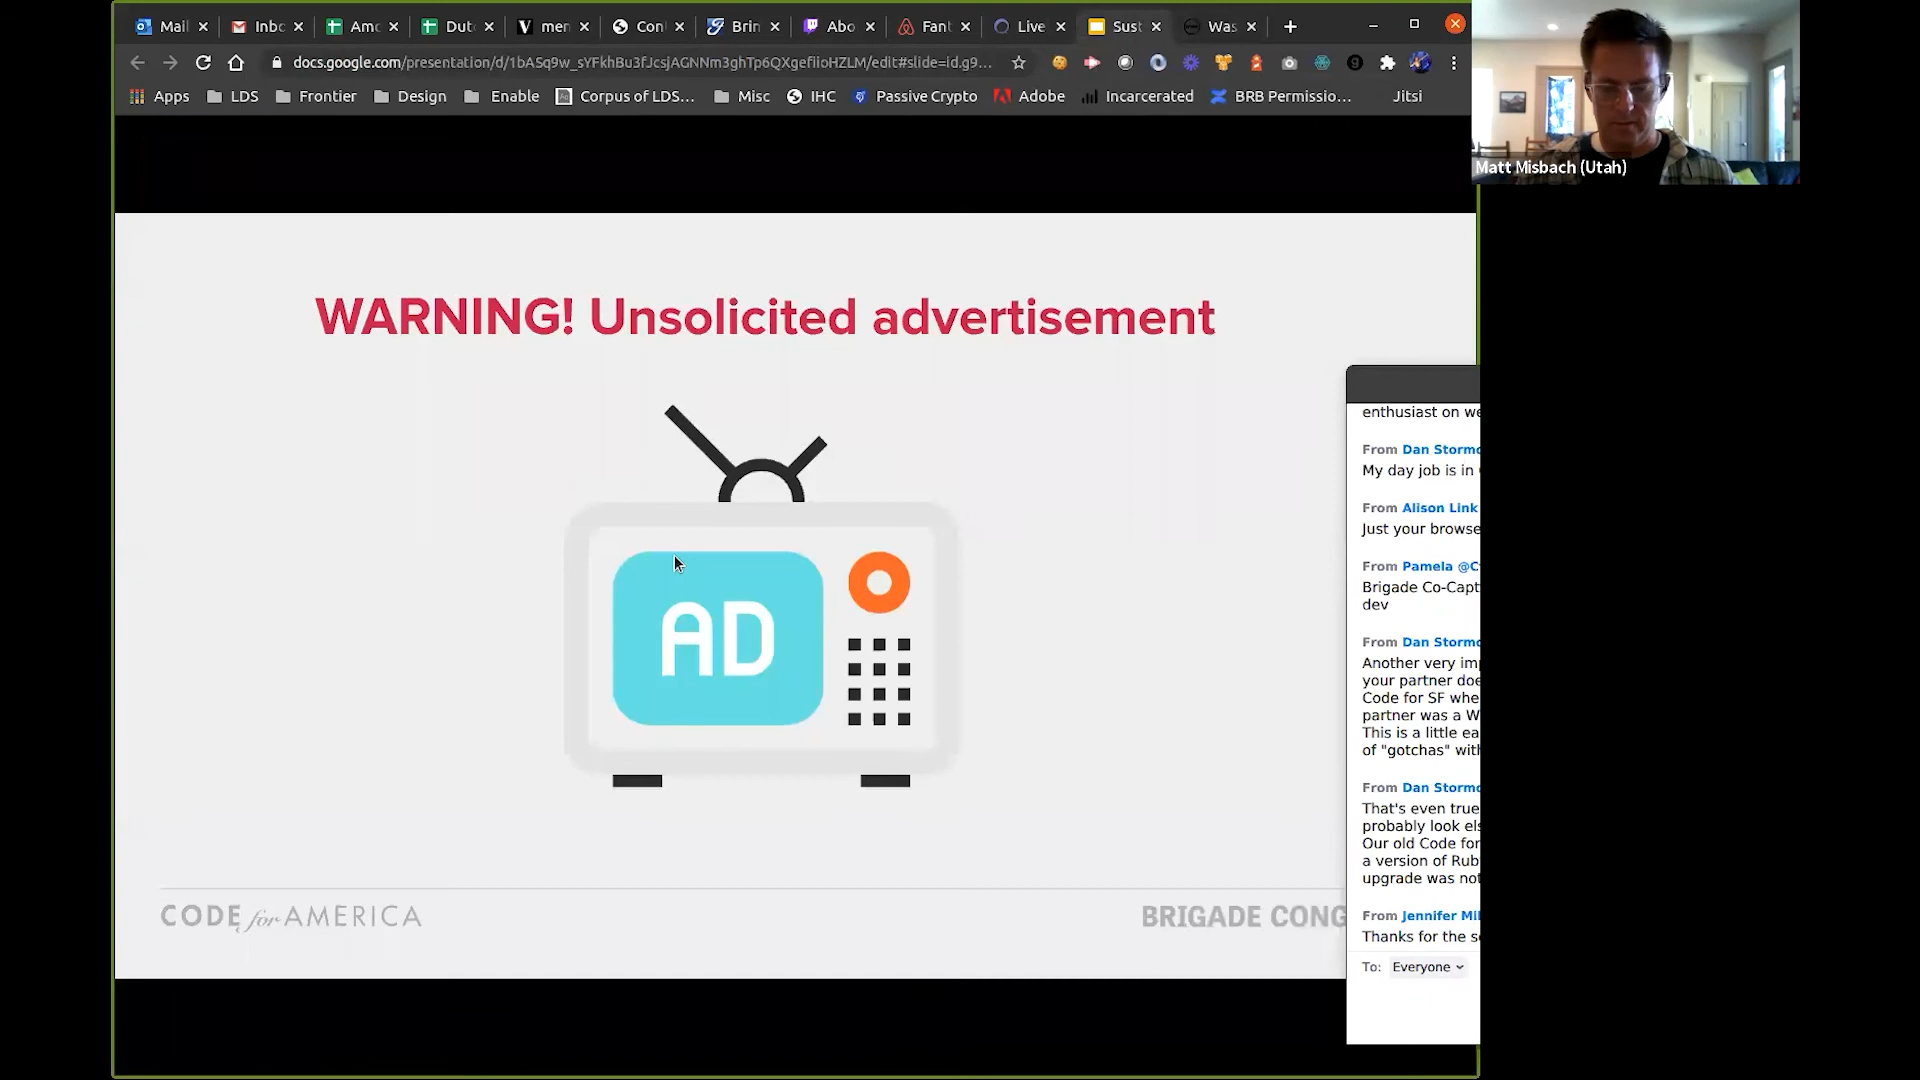 Mail
Inbc
Amc
Dut
men
Con
Brin
Abo
Fant
Live
Sust
Was
docs.google.com/presentation/d/1bASq9w_sYFkhBu3fJcsjAGNNm3ghTp6QXgefiioHZLM/edit#slide=id.g9...
Apps
LDS
Frontier
Design
Enable
Corpus of LDS...
Misc
IHC
Passive Crypto
Adobe
Incarcerated
BRB Permissio...
Jitsi
Matt Misbach (Utah)
WARNING! Unsolicited advertisement
AD
CODE for AMERICA
BRIGADE CONG
enthusiast on we
From Dan Stormo
My day job is in
From Alison Link
Just your browse
From Pamela @C
Brigade Co-Capt
dev
From Dan Stormo
Another very imp
your partner doe
Code for SF whe
partner was a W
This is a little ea
of "gotchas" with
From Dan Stormo
That's even true
probably look els
Our old Code for
a version of Rub
upgrade was not
From Jennifer Mil
Thanks for the se
To: Everyone